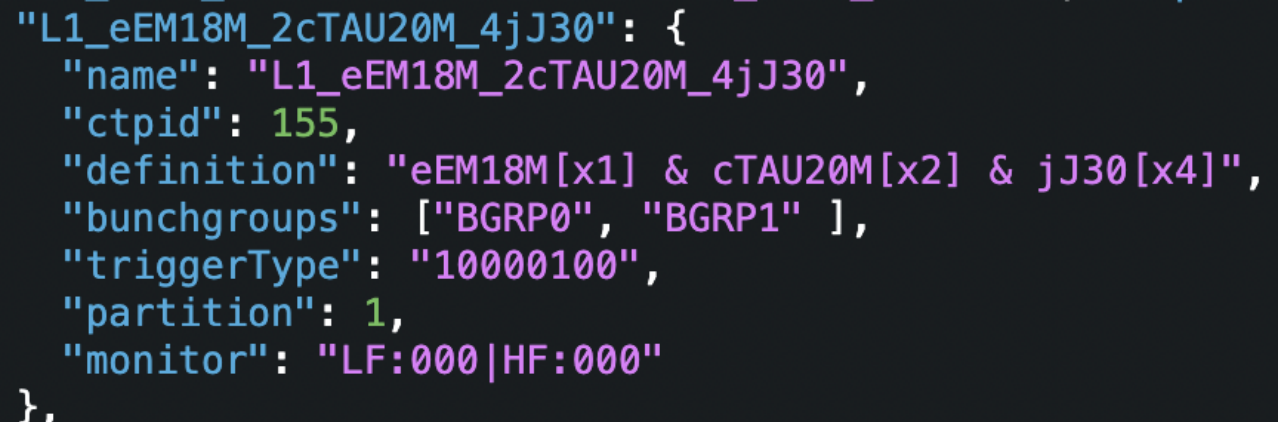 "L1_eEM18M_2cTAU20M_4jJ30": {
"name": "L1_eEM18M_2cTAU20M_4jJ30",
"ctpid": 155,
"definition": "eEM18M[x1] & cTAU20M[x2] & jJ30[x4]",
"bunchgroups": ["BGRP0", "BGRP1" ],
"triggerType": "10000100",
"partition": 1,
"monitor": "LF:000|HF:000"
},